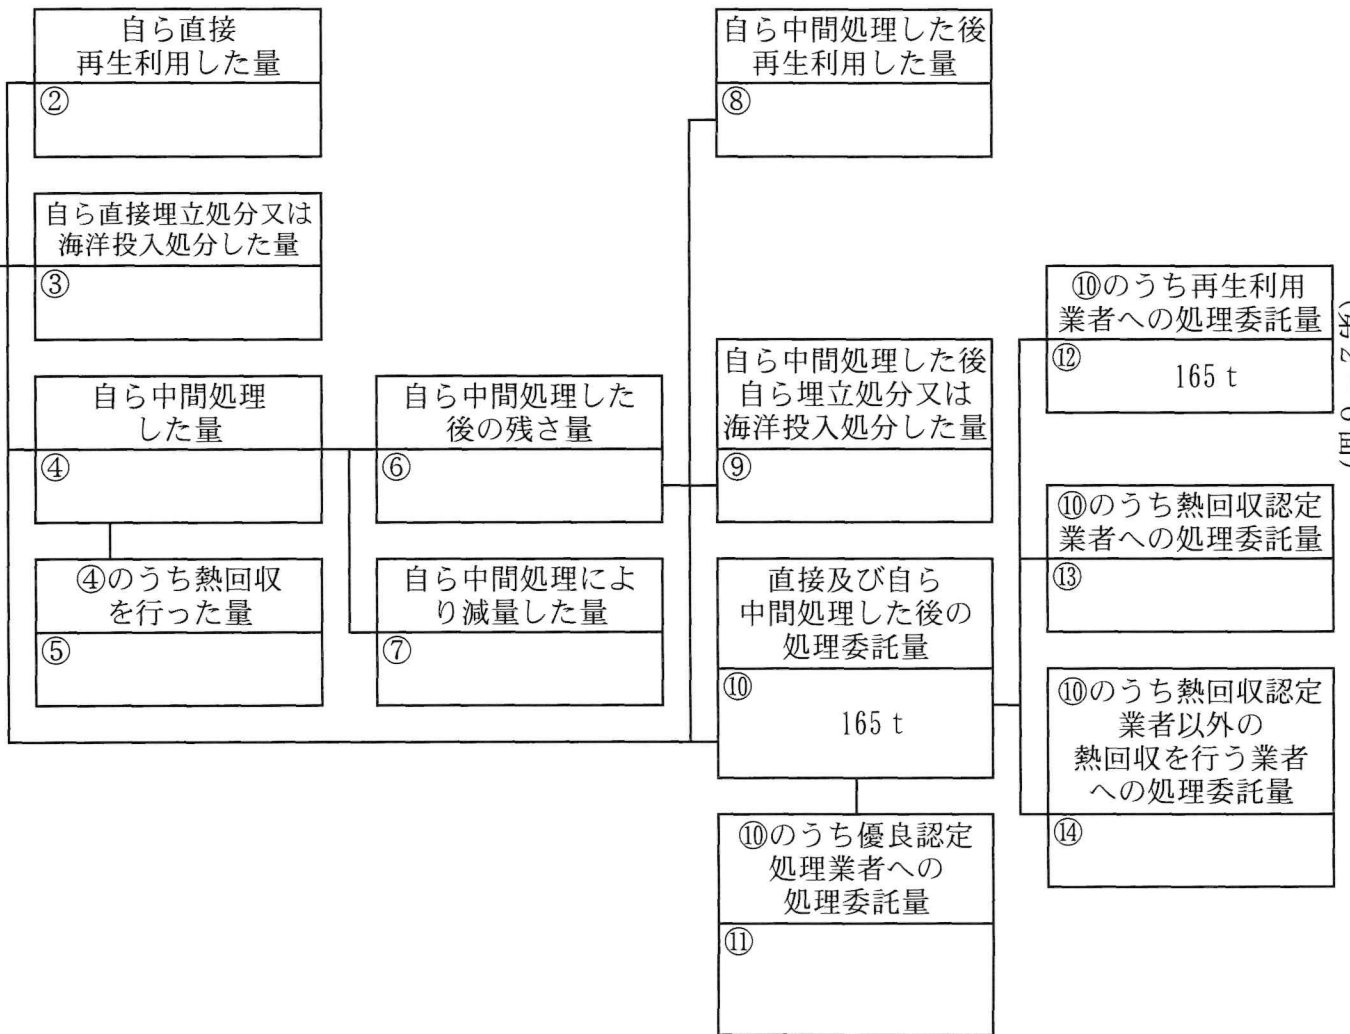 自ら直接
再生利用した量
②
自ら直接埋立処分又は
海洋投入処分した量
③
自ら中間処理
した量
④
④のうち熱回収
を行った量
⑤
自ら中間処理した
後の残さ量
⑥
自ら中間処理によ
り減量した量
⑦
自ら中間処理した後
再生利用した量
⑧
自ら中間処理した後
自ら埋立処分又は
海洋投入処分した量
⑨
直接及び自ら
中間処理した後の
処理委託量
⑩
165 t
⑩のうち優良認定
処理業者への
処理委託量
⑪
⑩のうち再生利用
業者への処理委託量
⑫
165 t
⑩のうち熱回収認定
業者への処理委託量
⑬
⑩のうち熱回収認定
業者以外の
熱回収を行う業者
への処理委託量
⑭